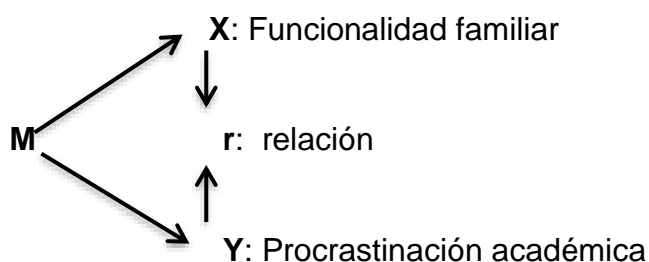 X: Funcionalidad familiar
M r: relación
Y: Procrastinación académica